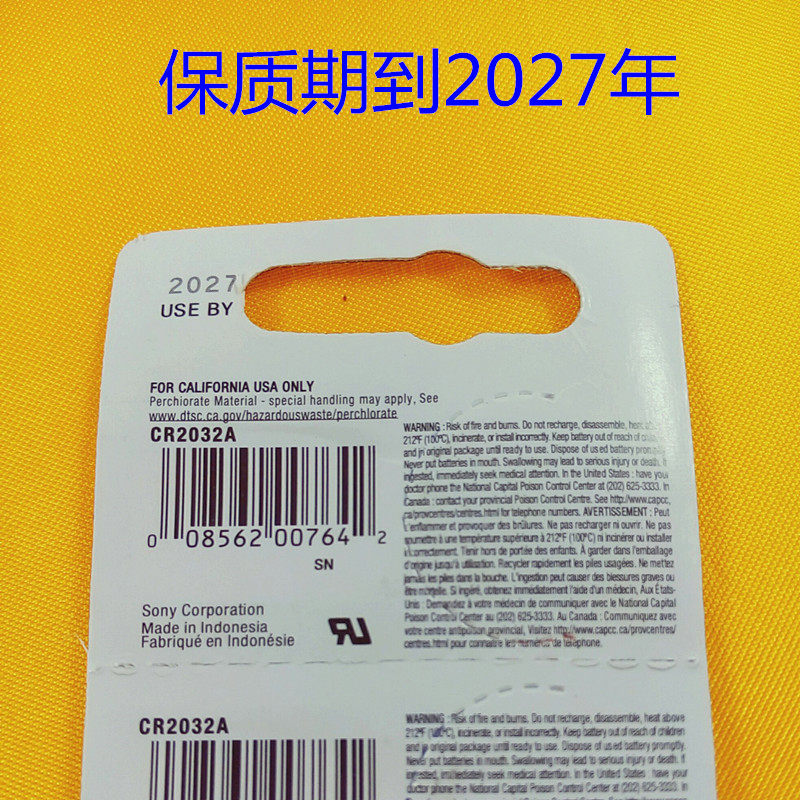 保质期到2027年
2027
USE BY
FOR CALIFORNIA USA ONLY
Perchlorate Material - special handling may apply, See
www.dtsc.ca.gov/hazardouswaste/perchlorate
CR2032A
0 08562 00764 2
SN
Sony Corporation
Made in Indonesia
Fabriqué en Indonésie
WARNING : Risk of fire and burns. Do not recharge, disassemble, heat above
212°F (100°C), incinerate, or install incorrectly. Keep battery out of reach of
and in original package until ready to use. Dispose of used battery promptly.
Never put batteries in mouth. Swallowing may lead to serious injury or death. If
ingested, immediately seek medical attention. In the United States : have your
doctor phone the National Capital Poison Control Center at (202) 625-3333. In
Canada : contact your provincial Poison Control Centre. See http://www.capcc.
ca/provcentres/centres.html for telephone numbers. AVERTISSEMENT : Peut
s'enflammer et provoquer des brûlures. Ne pas recharger ni ouvrir. Ne pas
soumettre à une température supérieure à 212°F (100°C) ni incinérer ou installer
incorrectement. Tenir hors de portée des enfants. À garder dans l'emballage
d'origine jusqu'à utilisation. Recycler rapidement les piles usagées. Ne mettez
jamais les piles dans la bouche. L'ingestion peut causer des blessures graves ou
être mortelle. Si ingéré, obtenez immédiatement l'aide d'un médecin, Aux États-
Unis : Demandez à votre médecin de communiquer avec le National Capital
Poison Control Center au (202) 625-3333. Au Canada : Communiquez avec
votre centre antipoison provincial, Visitez http://www.capcc.ca/provcentres/
centres.html pour connaître les numéros de téléphone.
CR2032A
WARNING : Risk of fire and burns. Do not recharge, disassemble, heat above
212°F (100°C), incinerate, or install incorrectly. Keep battery out of reach of children
and in original package until ready to use. Dispose of used battery promptly.
Never put batteries in mouth. Swallowing may lead to serious injury or death. If
ingested, immediately seek medical attention. In the United States : have your
doctor phone the National Capital Poison Control Center at (202) 625-3333. In